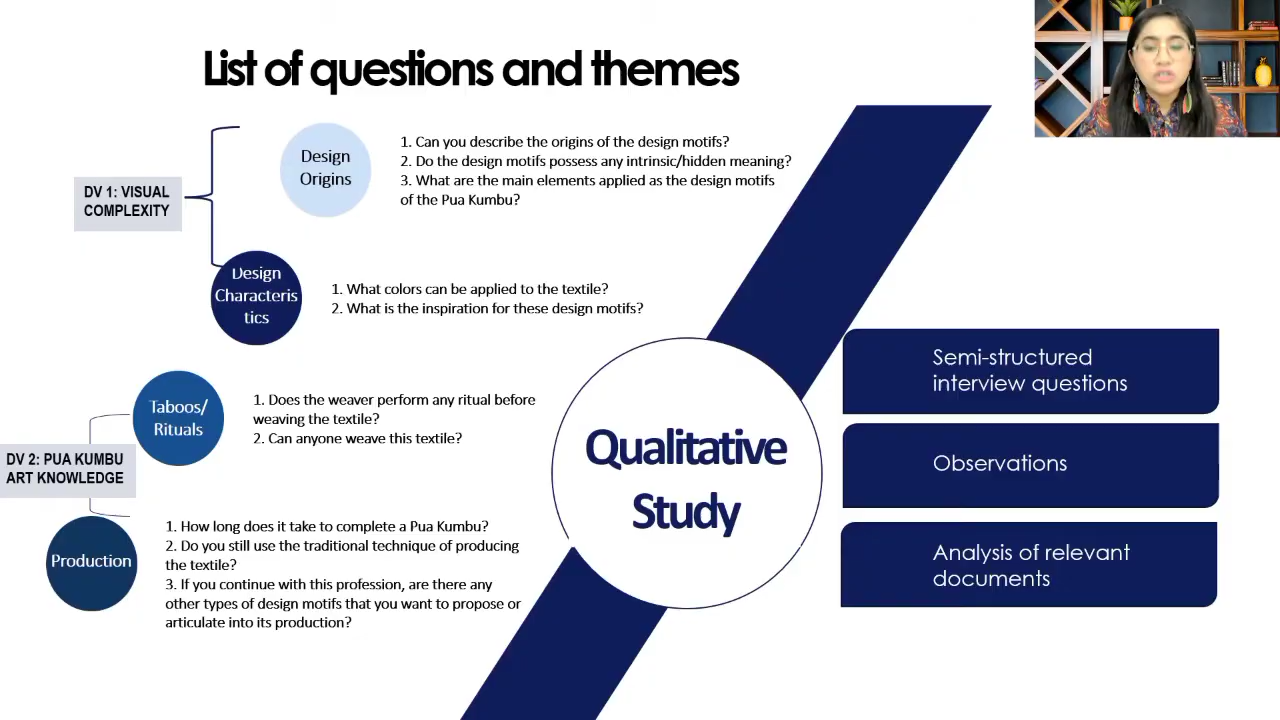 List of questions and themes
DV 1: VISUAL
COMPLEXITY
Design
Origins
1. Can you describe the origins of the design motifs?
2. Do the design motifs possess any intrinsic/hidden meaning?
3. What are the main elements applied as the design motifs
of the Pua Kumbu?
Design
Characteris
tics
1. What colors can be applied to the textile?
2. What is the inspiration for these design motifs?
DV 2: PUA KUMBU
ART KNOWLEDGE
Taboos/
Rituals
1. Does the weaver perform any ritual before
weaving the textile?
2. Can anyone weave this textile?
Production
1. How long does it take to complete a Pua Kumbu?
2. Do you still use the traditional technique of producing
the textile?
3. If you continue with this profession, are there any
other types of design motifs that you want to propose or
articulate into its production?
Qualitative
Study
Semi-structured
interview questions
Observations
Analysis of relevant
documents